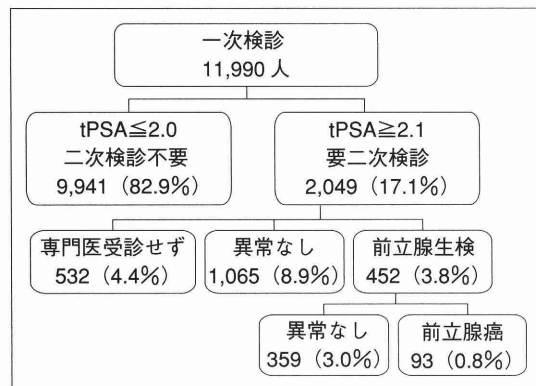 一次検診
11,990 人
tPSA≦2.0
二次検診不要
9,941（82.9％）
tPSA≧2.1
要二次検診
2,049（17.1％）
専門医受診せず
532（4.4％）
異常なし
1,065（8.9％）
前立腺生検
452（3.8％）
異常なし
359（3.0％）
前立腺癌
93（0.8％）